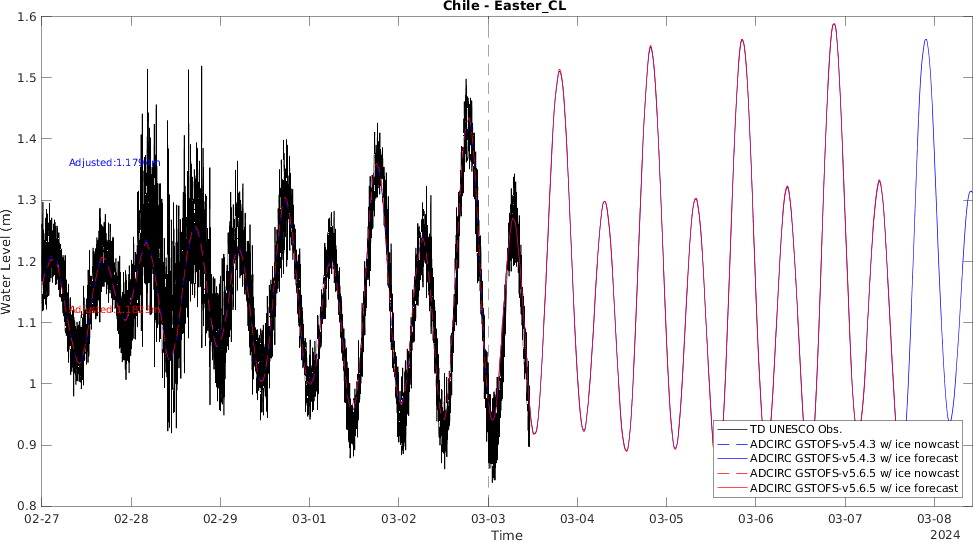 Chile - Easter_CL
1.6
1.5
1.4
1.3
1.2
1.1
1
0.9
0.8
Water Level (m)
TD UNESCO Obs.
ADCIRC GSTOFS-v5.4.3 w/ ice nowcast
ADCIRC GSTOFS-v5.4.3 w/ ice forecast
ADCIRC GSTOFS-v5.6.5 w/ ice nowcast
ADCIRC GSTOFS-v5.6.5 w/ ice forecast
02-27
02-28
02-29
03-01
03-02
03-03
03-04
03-05
03-06
03-07
03-08
Time
2024